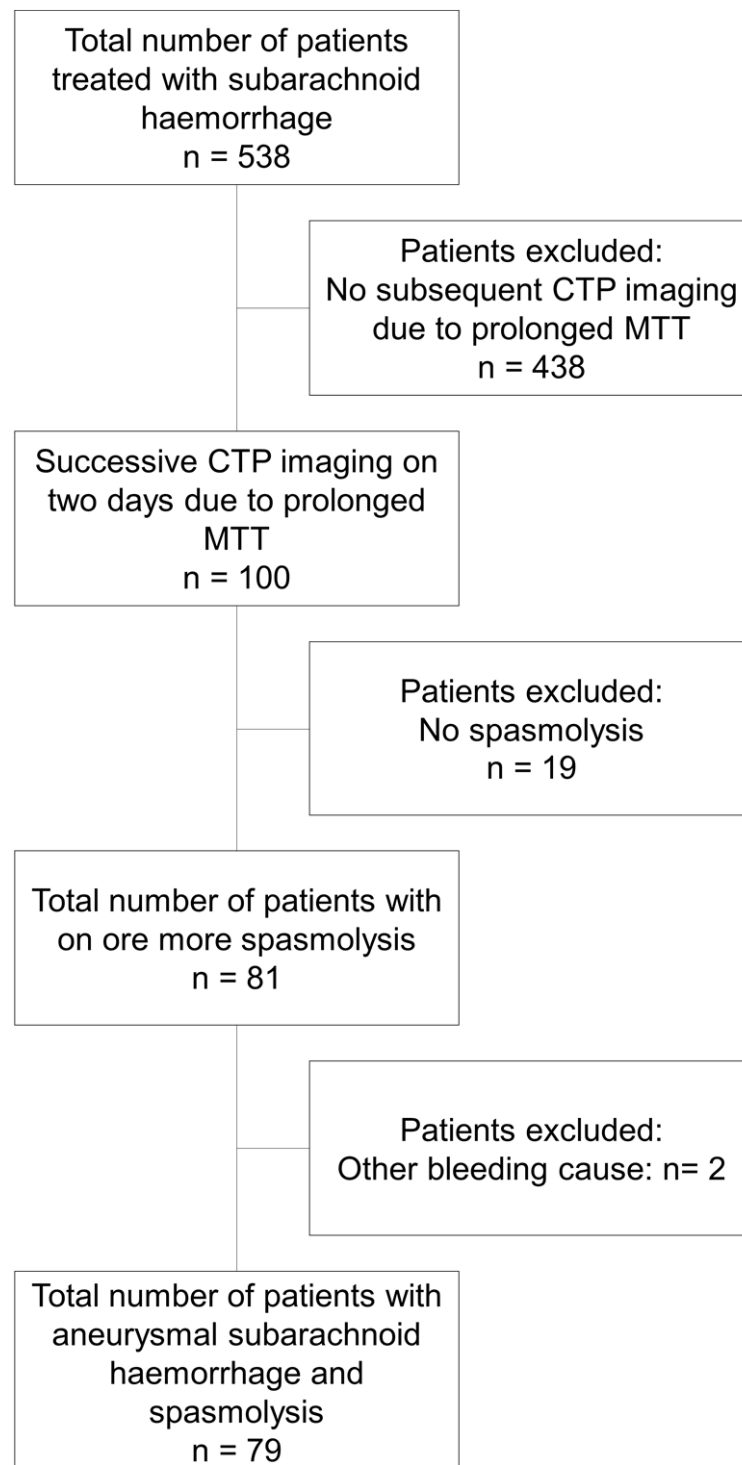 Total number of patients
treated with subarachnoid
haemorrhage
n = 538
Patients excluded:
No subsequent CTP imaging
due to prolonged MTT
n = 438
Successive CTP imaging on
two days due to prolonged
MTT
n = 100
Patients excluded:
No spasmolysis
n = 19
Total number of patients with
on ore more spasmolysis
n = 81
Patients excluded:
Other bleeding cause: n= 2
Total number of patients with
aneurysmal subarachnoid
haemorrhage and
spasmolysis
n = 79